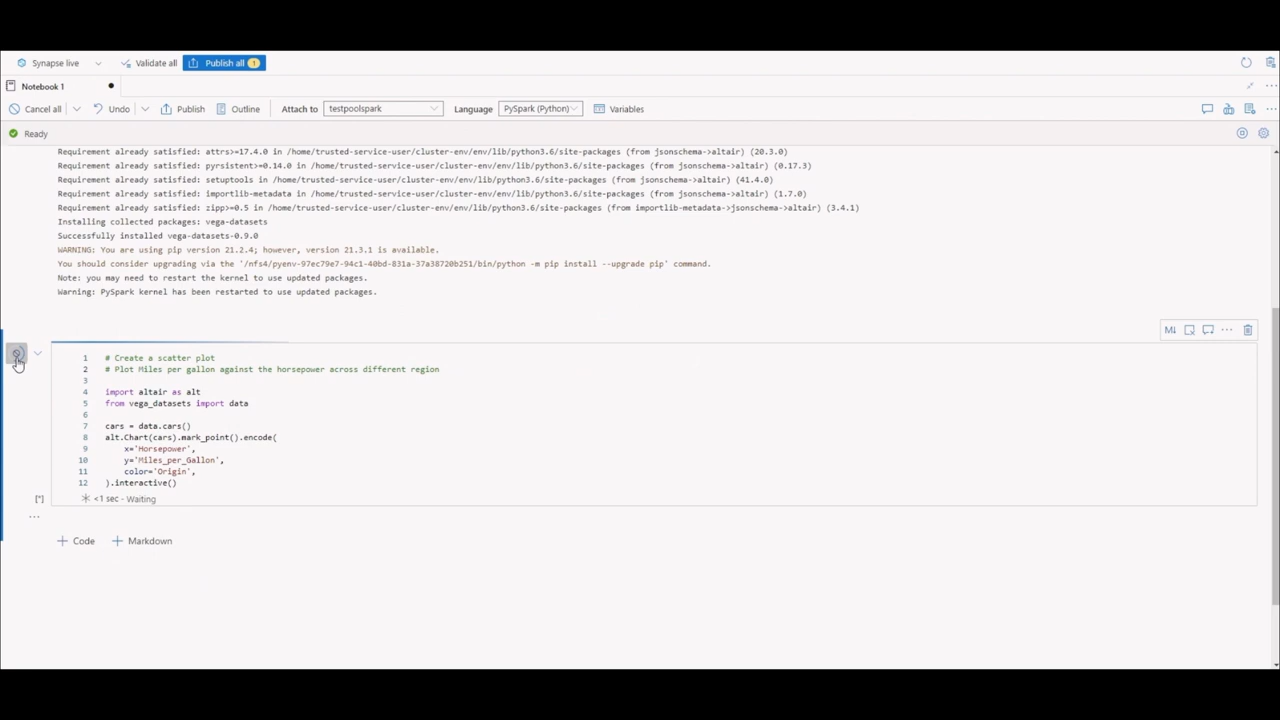 Synapse live Validate all Publish all 1
Notebook 1
Cancel all Undo Publish Outline Attach to testpoolspark Language PySpark (Python) Variables
Ready
Requirement already satisfied: attrs>=17.4.0 in /home/trusted-service-user/cluster-env/env/lib/python3.6/site-packages (from jsonschema->altair) (20.3.0)
Requirement already satisfied: pyrsistent>=0.14.0 in /home/trusted-service-user/cluster-env/env/lib/python3.6/site-packages (from jsonschema->altair) (0.17.3)
Requirement already satisfied: setuptools in /home/trusted-service-user/cluster-env/env/lib/python3.6/site-packages (from jsonschema->altair) (41.4.0)
Requirement already satisfied: importlib-metadata in /home/trusted-service-user/cluster-env/env/lib/python3.6/site-packages (from jsonschema->altair) (1.7.0)
Requirement already satisfied: zipp>=0.5 in /home/trusted-service-user/cluster-env/env/lib/python3.6/site-packages (from importlib-metadata->jsonschema->altair) (3.4.1)
Installing collected packages: vega-datasets
Successfully installed vega-datasets-0.9.0
WARNING: You are using pip version 21.2.4; however, version 21.3.1 is available.
You should consider upgrading via the '/nfs4/pyenv-97ec79e7-94c1-40bd-831a-37a38720b251/bin/python -m pip install --upgrade pip' command.
Note: you may need to restart the kernel to use updated packages.
Warning: PySpark kernel has been restarted to use updated packages.
M↓
1 # Create a scatter plot
2 # Plot Miles per gallon against the horsepower across different region
3
4 import altair as alt
5 from vega_datasets import data
6
7 cars = data.cars()
8 alt.Chart(cars).mark_point().encode(
9 x='Horsepower',
10 y='Miles_per_Gallon',
11 color='Origin',
12 ).interactive()
[*] <1 sec - Waiting
+ Code + Markdown